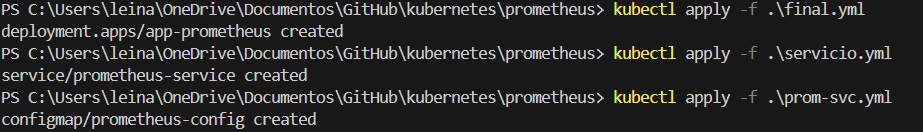 PS C:\Users\leina\OneDrive\Documentos\GitHub\kubernetes\prometheus> kubectl apply -f .\final.yml
deployment.apps/app-prometheus created
PS C:\Users\leina\OneDrive\Documentos\GitHub\kubernetes\prometheus> kubectl apply -f .\servicio.yml
service/prometheus-service created
PS C:\Users\leina\OneDrive\Documentos\GitHub\kubernetes\prometheus> kubectl apply -f .\prom-svc.yml
configmap/prometheus-config created